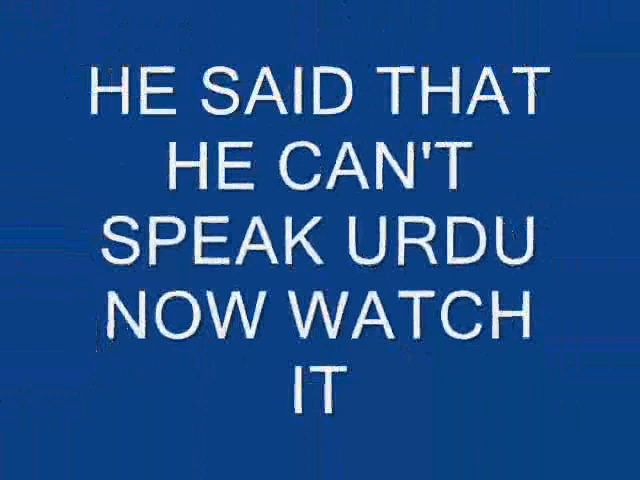 HE SAID THAT
HE CAN'T
SPEAK URDU
NOW WATCH
IT